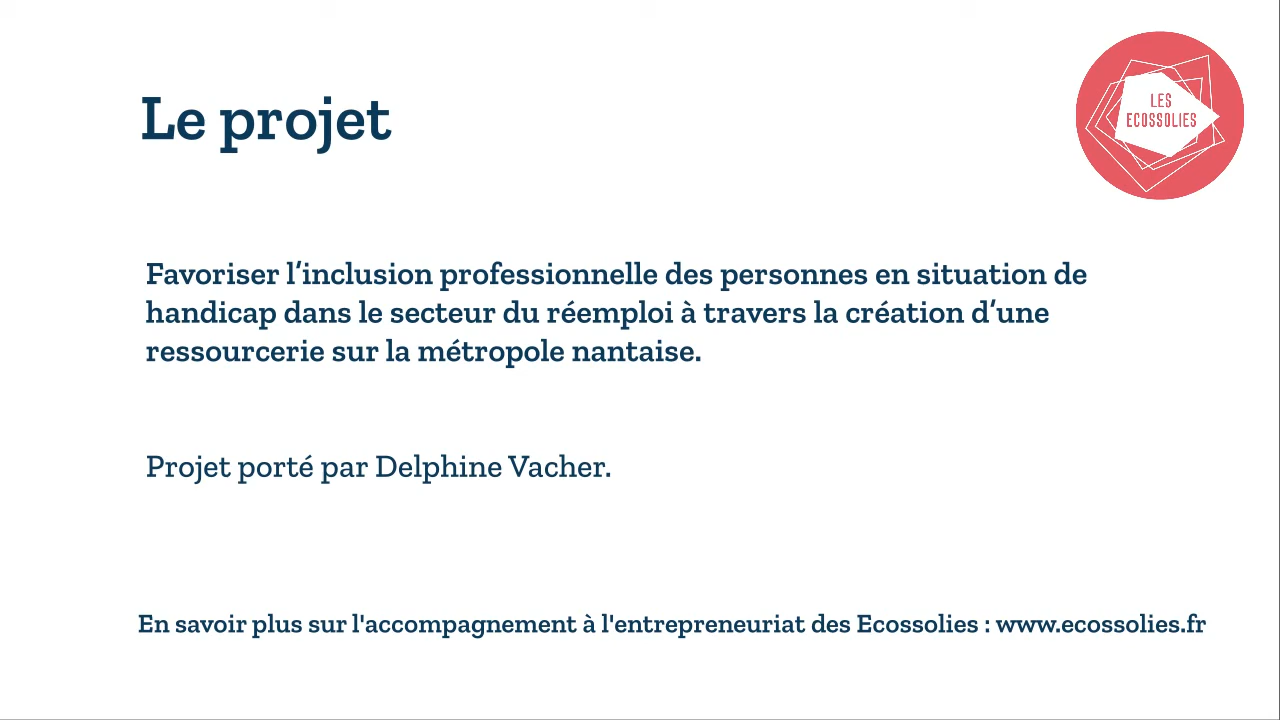 Le projet
LES
ECOSSOLIES
Favoriser l’inclusion professionnelle des personnes en situation de
handicap dans le secteur du réemploi à travers la création d’une
ressourcerie sur la métropole nantaise.
Projet porté par Delphine Vacher.
En savoir plus sur l'accompagnement à l'entrepreneuriat des Ecossolies : www.ecossolies.fr